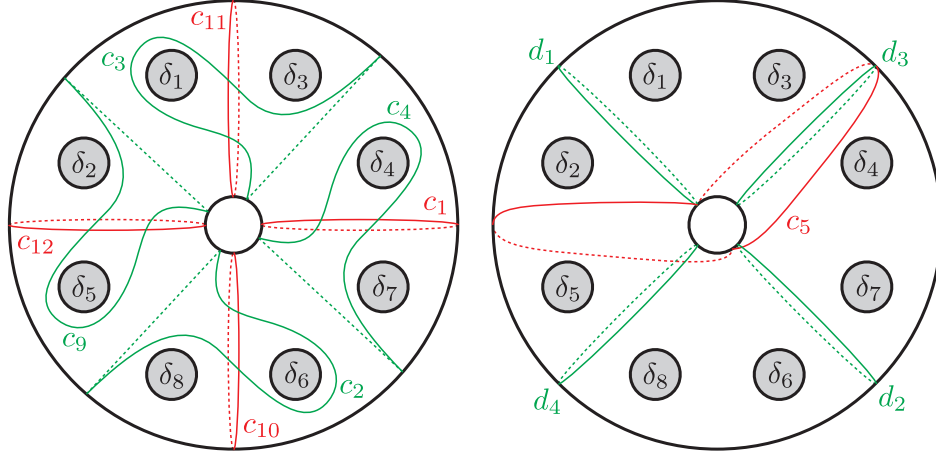 c₁₁
c₃
δ₁
δ₃
c₄
δ₂
δ₄
c₁
c₁₂
δ₅
δ₇
c₉
δ₈
δ₆
c₂
c₁₀
d₁
δ₁
δ₃
d₃
δ₂
δ₄
c₅
δ₅
δ₇
δ₈
δ₆
d₄
d₂